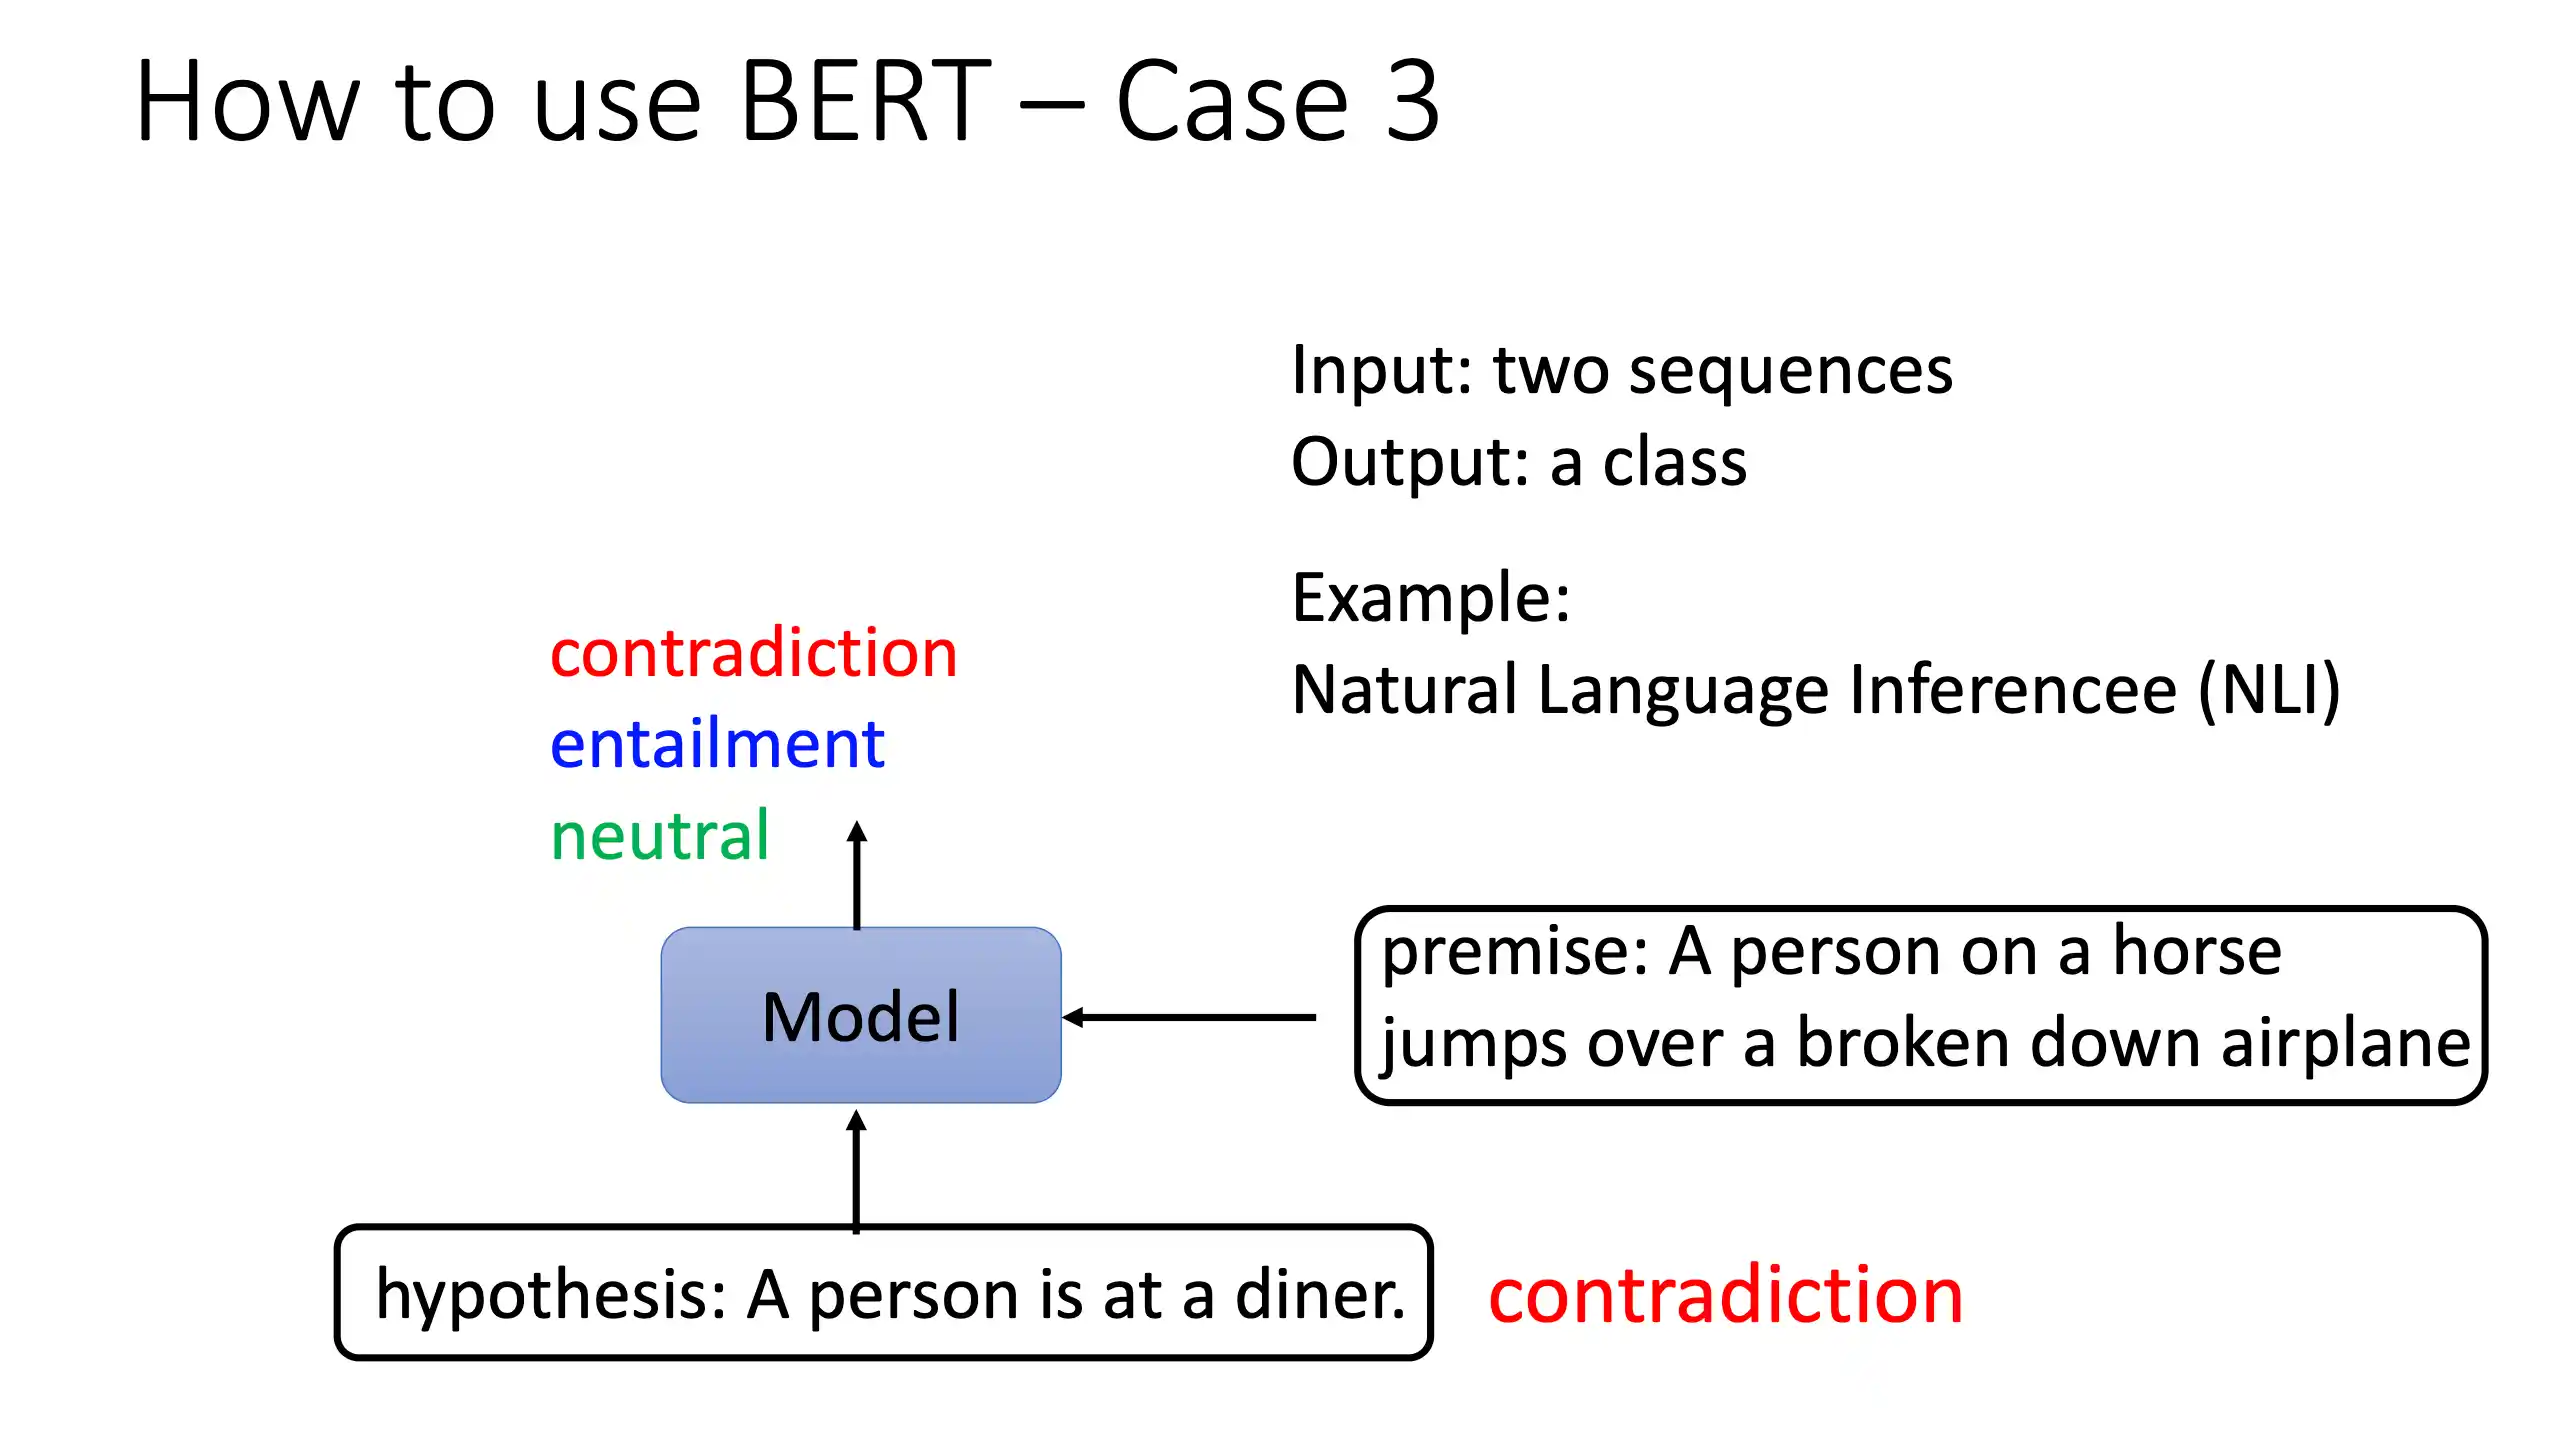 How to use BERT – Case 3
Input: two sequences
Output: a class
Example:
Natural Language Inferencee (NLI)
contradiction
entailment
neutral
Model
premise: A person on a horse
jumps over a broken down airplane
hypothesis: A person is at a diner.
contradiction